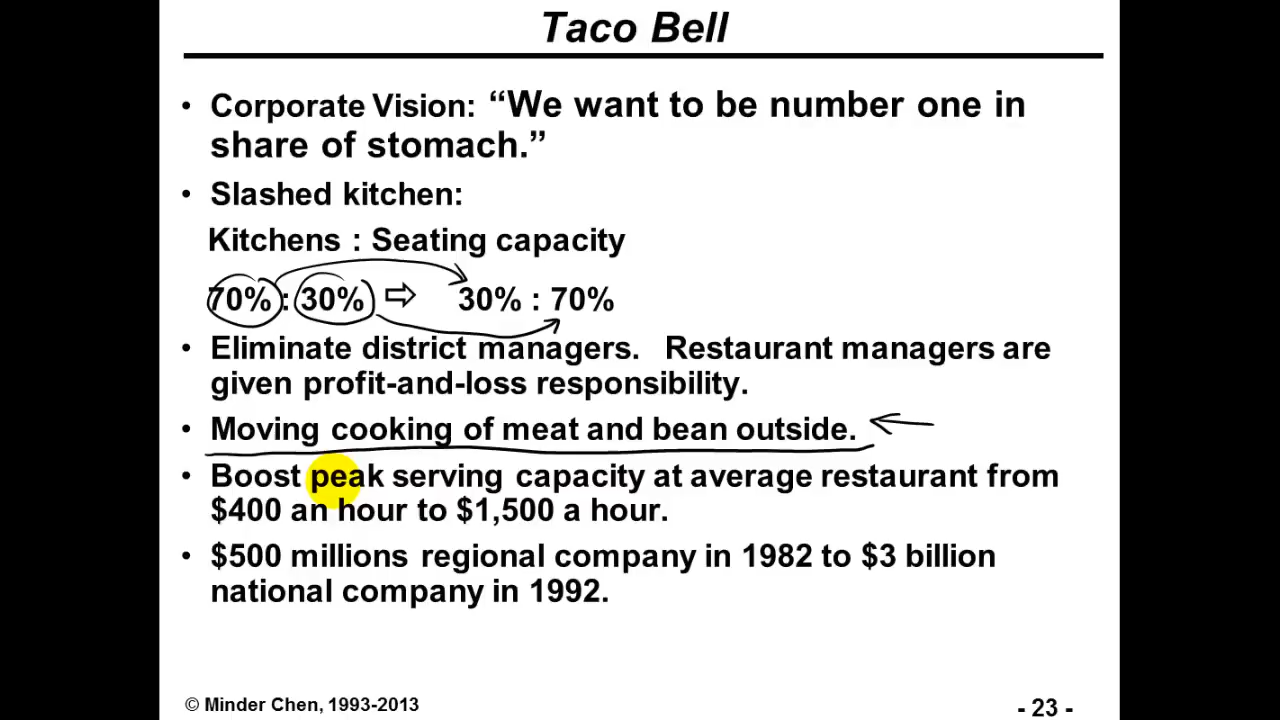 Taco Bell
• Corporate Vision: “We want to be number one in
share of stomach.”
• Slashed kitchen:
Kitchens : Seating capacity
70% : 30% ⇨ 30% : 70%
• Eliminate district managers. Restaurant managers are
given profit-and-loss responsibility.
• Moving cooking of meat and bean outside.
• Boost peak serving capacity at average restaurant from
$400 an hour to $1,500 a hour.
• $500 millions regional company in 1982 to $3 billion
national company in 1992.
© Minder Chen, 1993-2013
- 23 -